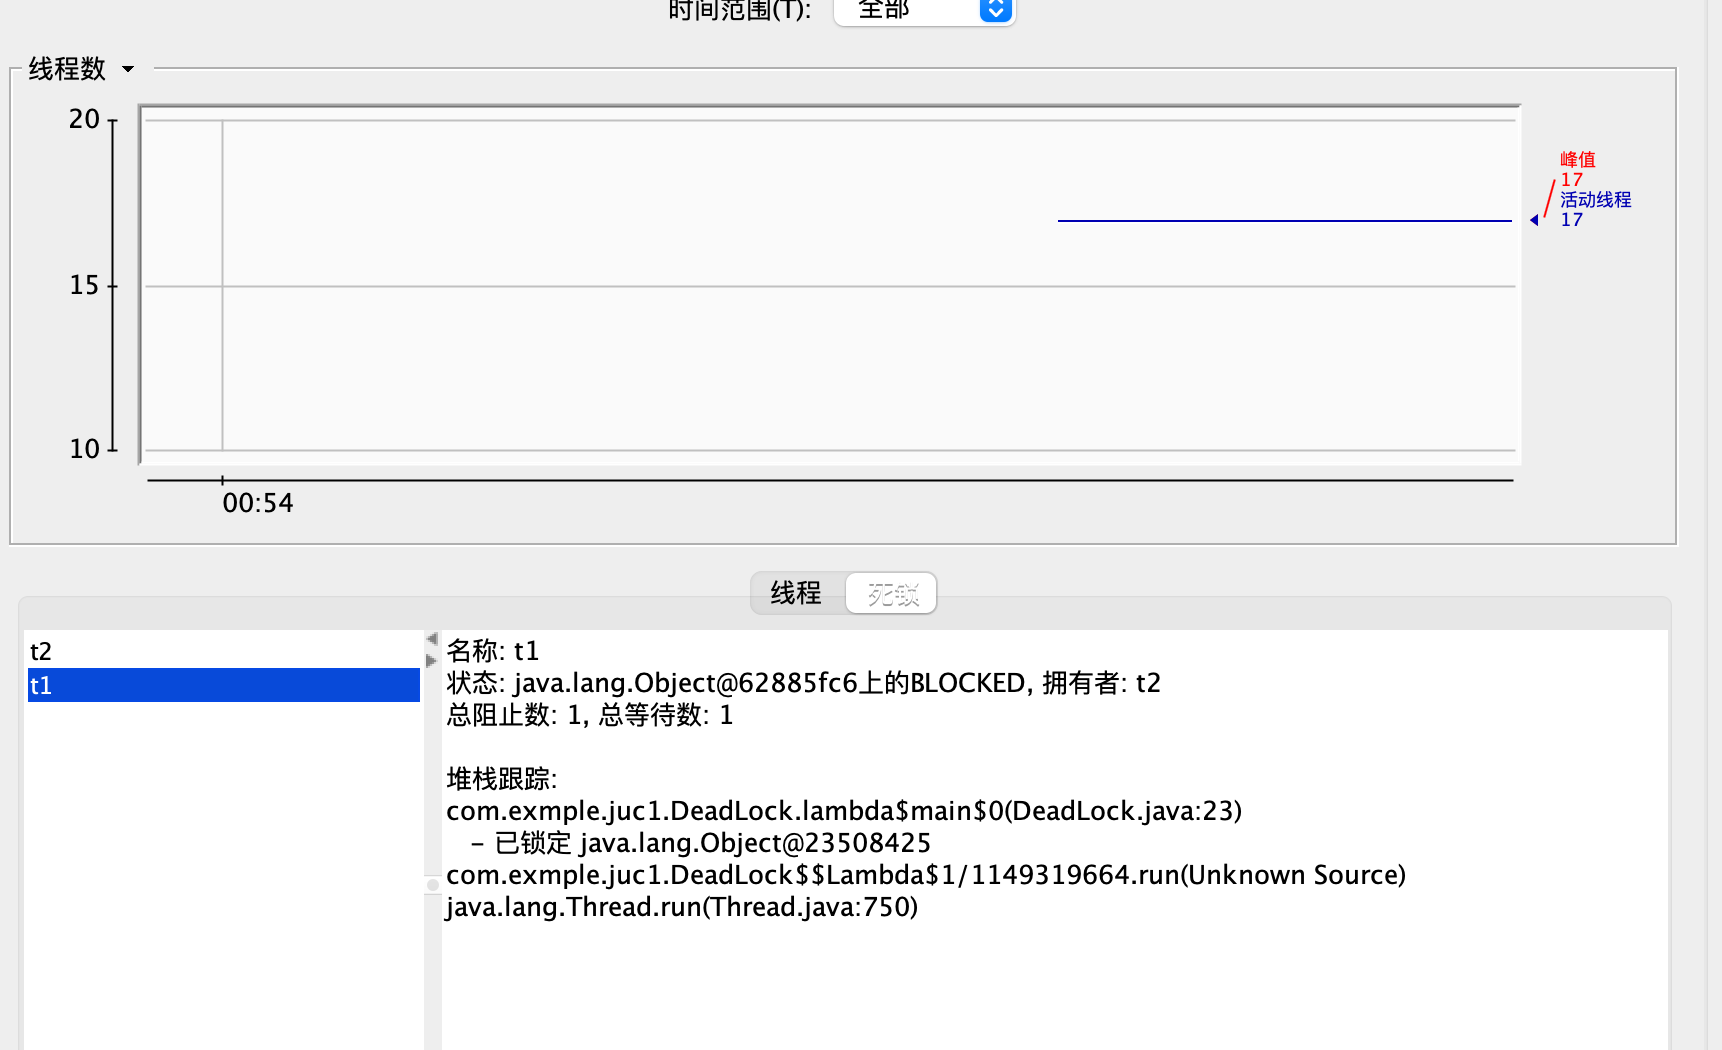 时间范围(T): 全部
线程数
20
15
10
00:54
峰值
17
活动线程
17
线程 死锁
t2
t1
名称: t1
状态: java.lang.Object@62885fc6上的BLOCKED, 拥有者: t2
总阻止数: 1, 总等待数: 1
堆栈跟踪:
com.exmple.juc1.DeadLock.lambda$main$0(DeadLock.java:23)
- 已锁定 java.lang.Object@23508425
com.exmple.juc1.DeadLock$$Lambda$1/1149319664.run(Unknown Source)
java.lang.Thread.run(Thread.java:750)